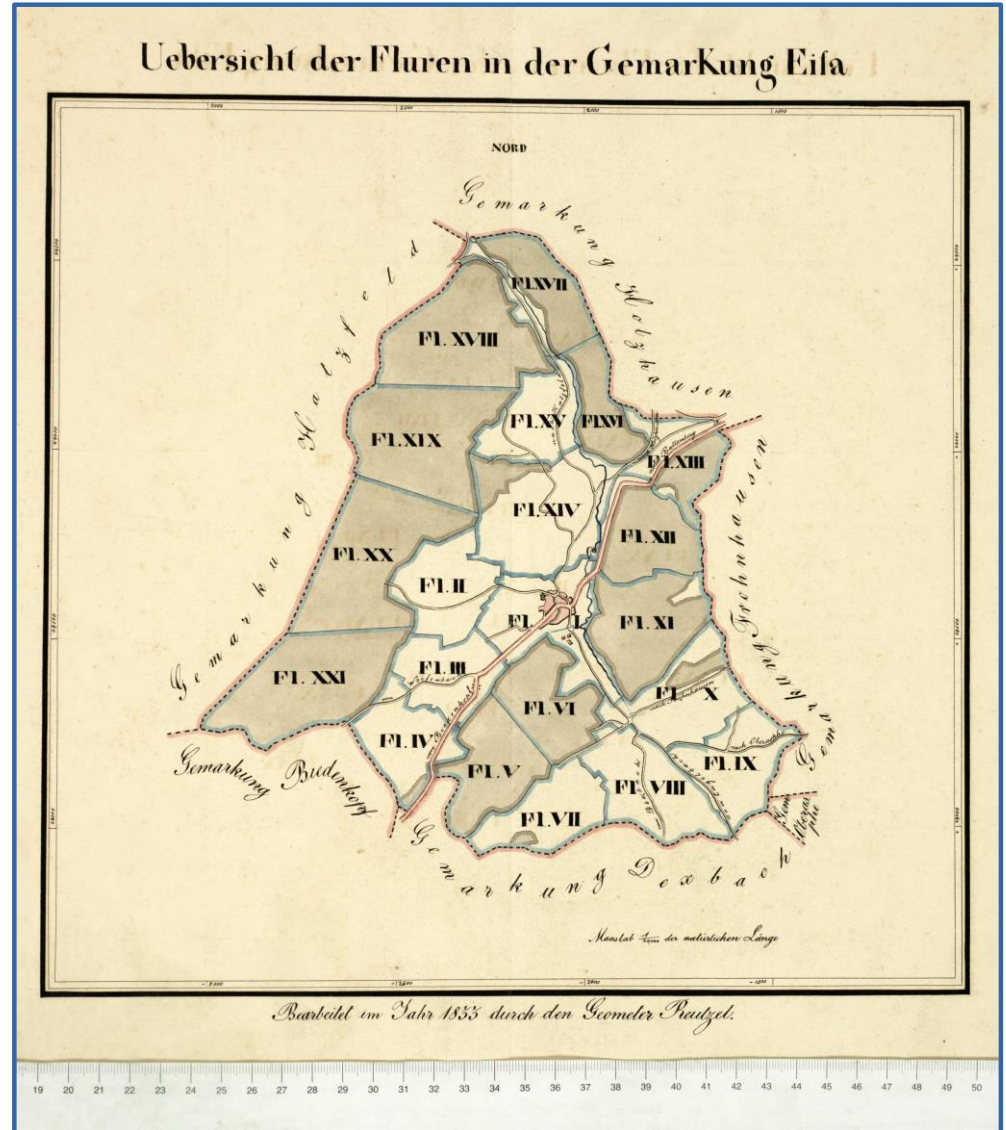 Uebersicht der Fluren in der GemarKung Eiſa
NORD
Gemarkung Holzhausen
Gemarkung Hatzfeld
Fl. XVII
Fl. XVIII
Fl. XV
Fl. XVI
Fl. XIX
Fl. XIII
Fl. XIV
Fl. XII
Fl. XX
Fl. II
Fl. I.
Fl. XI
Gemarkung Frohnhausen
Fl. III
Fl. XXI
Fl. X
Fl. VI
Fl. IV
Fl. IX
Fl. V
Fl. VIII
Fl. VII
Gemarkung Biedenkopf
Gemarkung Dexbach
Gem.
Maastab der natürlichen Länge
Bearbeitet im Jahr 1833 durch den Geometer Reutzel.
19 20 21 22 23 24 25 26 27 28 29 30 31 32 33 34 35 36 37 38 39 40 41 42 43 44 45 46 47 48 49 50